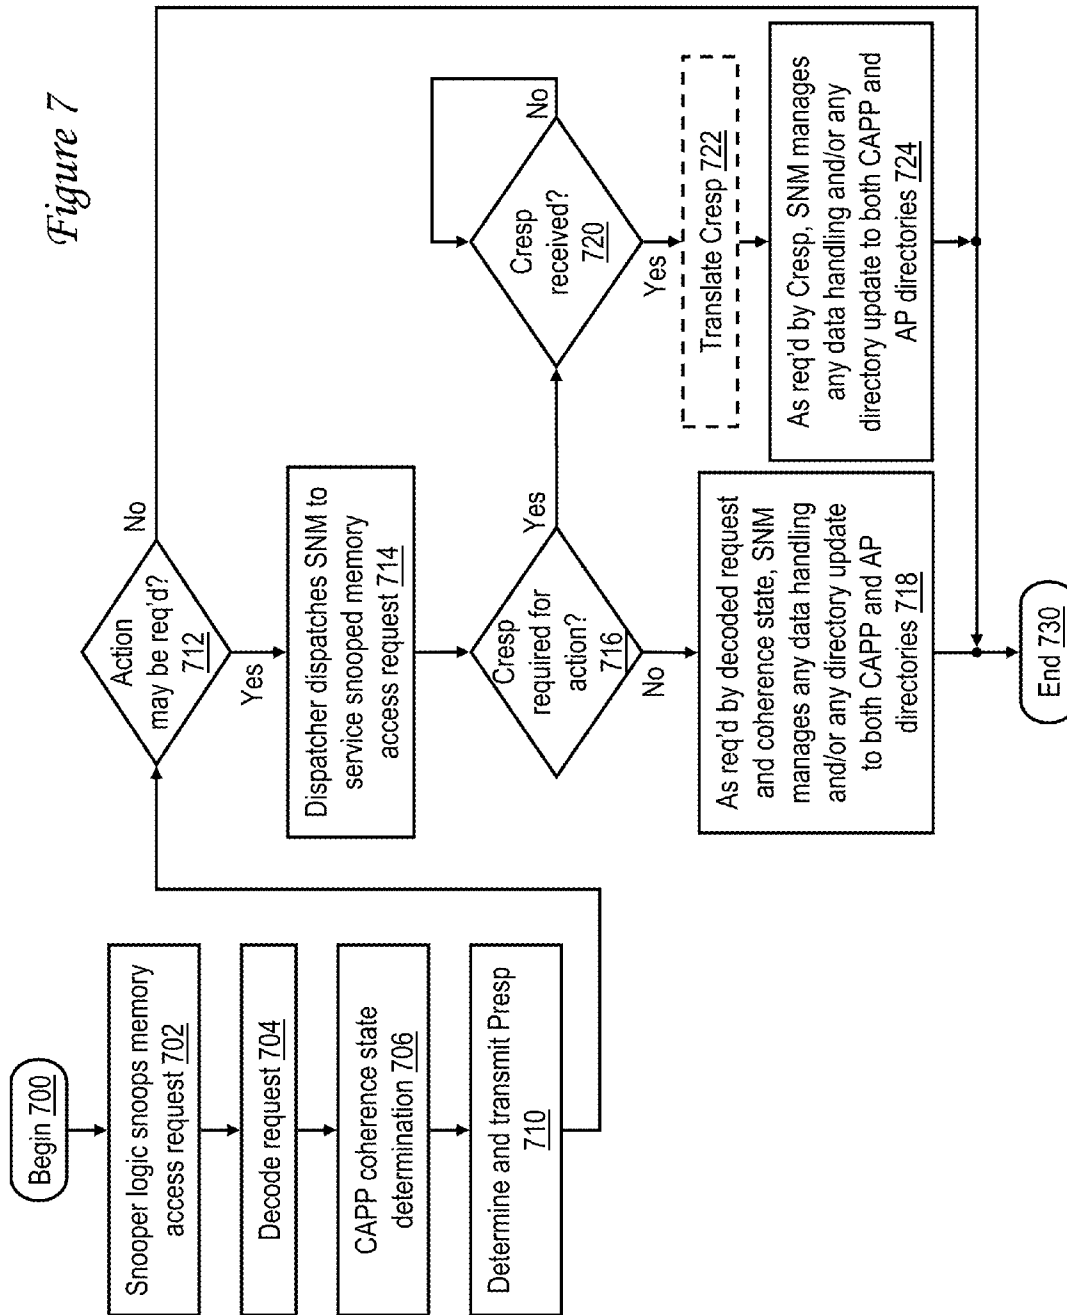 Figure 7
Begin 700
Snooper logic snoops memory
access request 702
Decode request 704
CAPP coherence state
determination 706
Determine and transmit Presp
710
Action
may be req'd?
712
No
Yes
Dispatcher dispatches SNM to
service snooped memory
access request 714
Cresp
required for
action?
716
Yes
No
As req'd by decoded request
and coherence state, SNM
manages any data handling
and/or any directory update
to both CAPP and AP
directories 718
Cresp
received?
720
No
Yes
Translate Cresp 722
As req'd by Cresp, SNM manages
any data handling and/or any
directory update to both CAPP and
AP directories 724
End 730